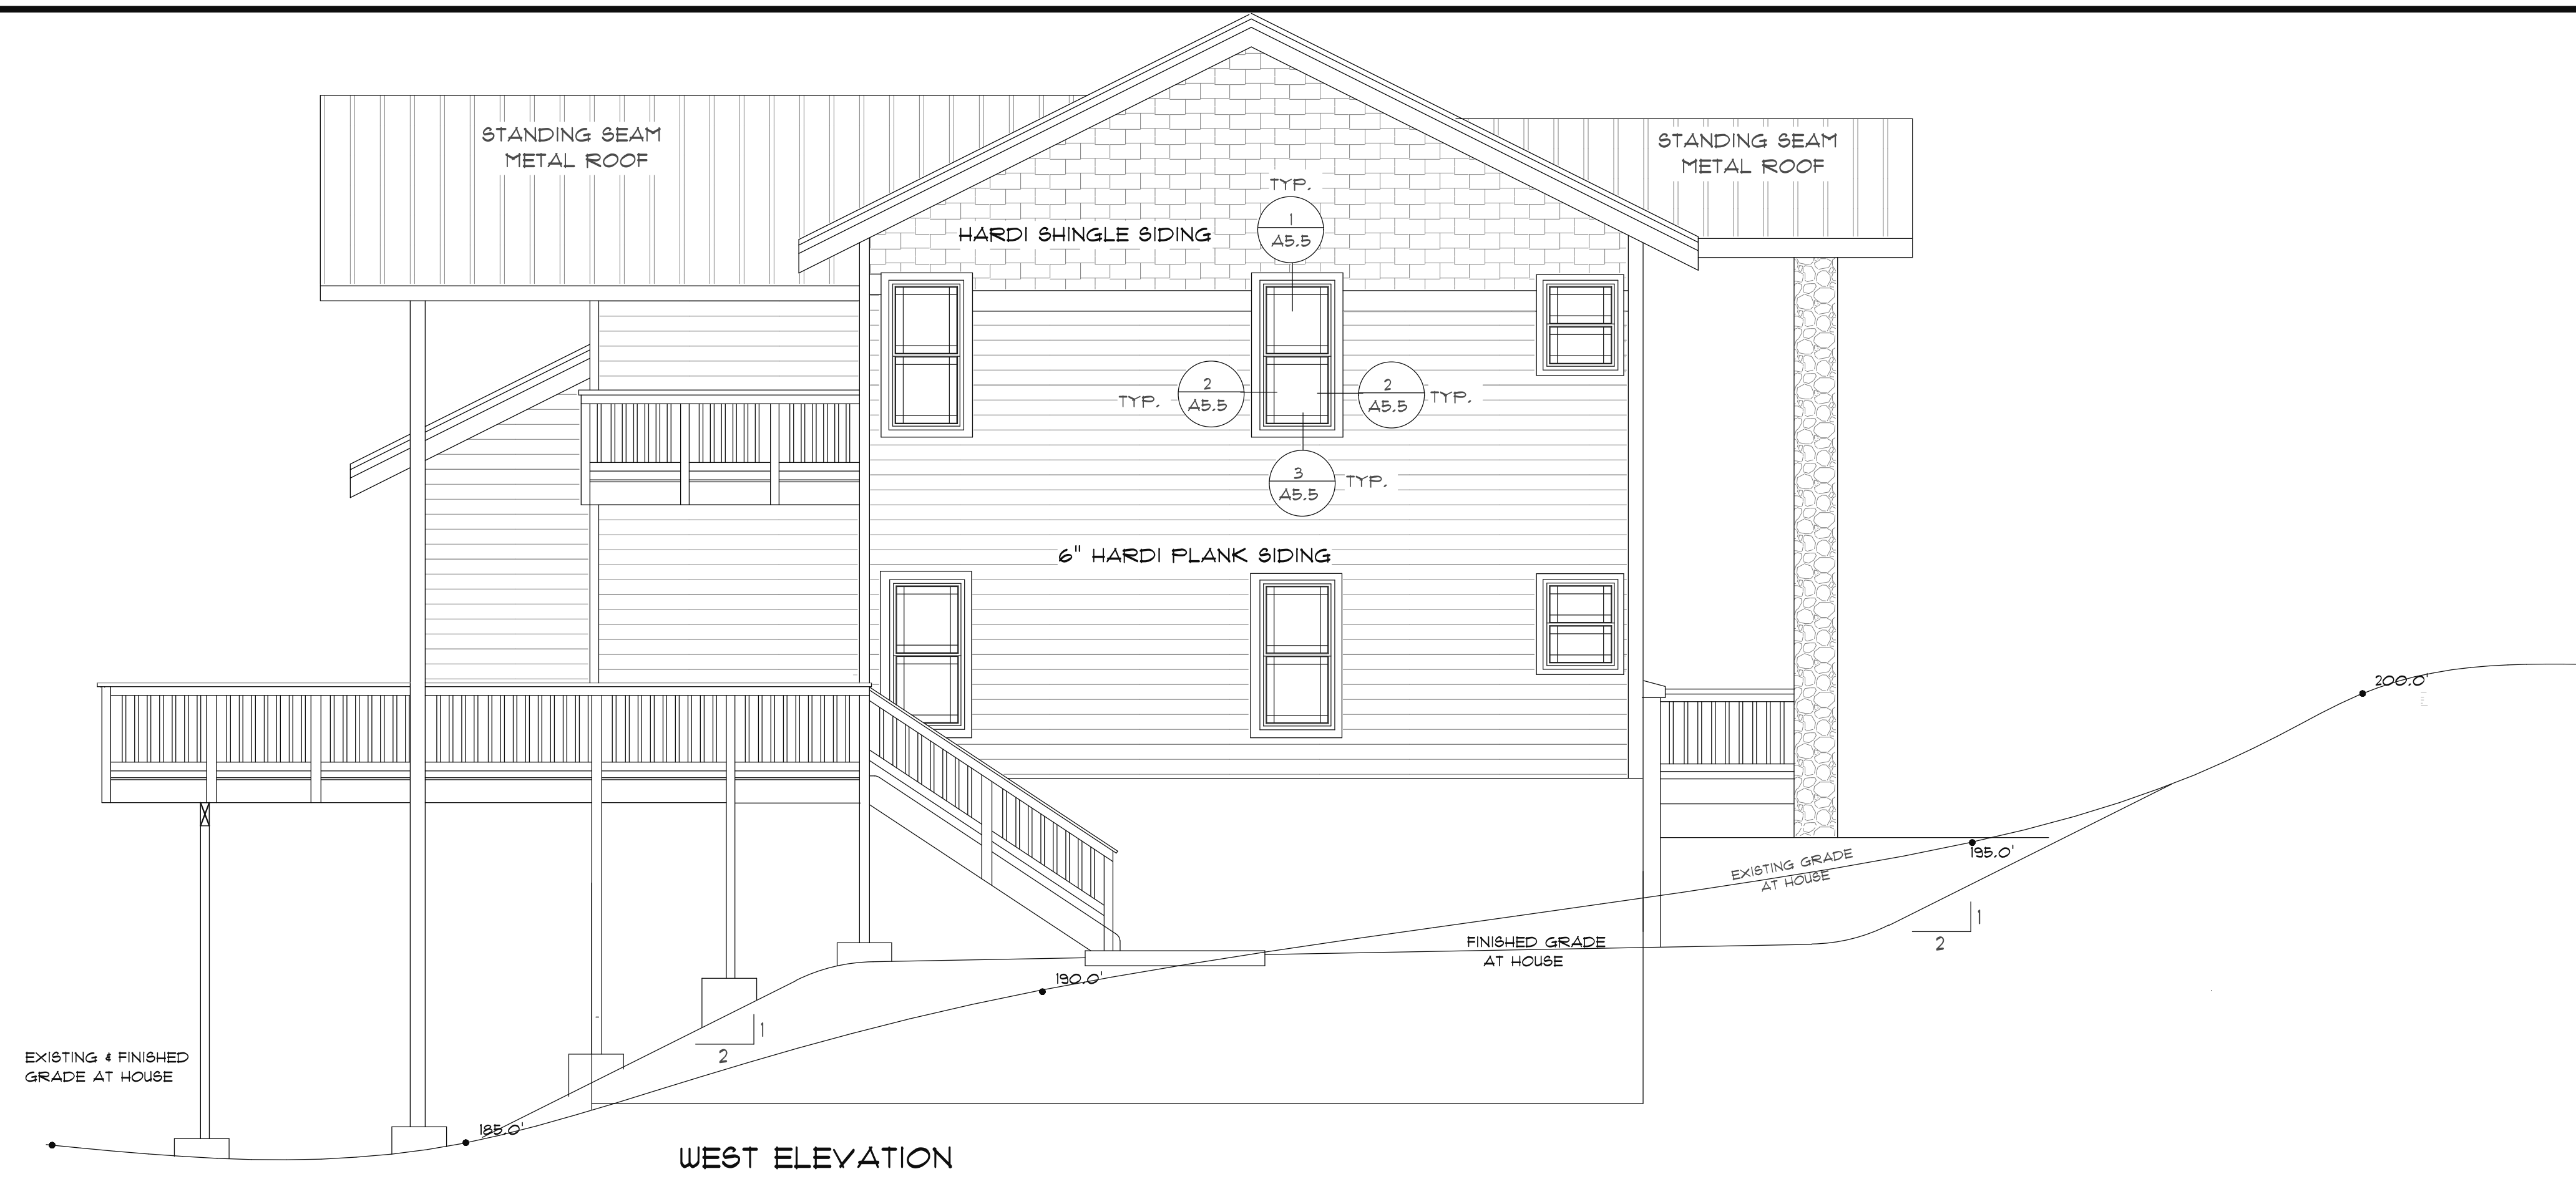 STANDING SEAM
METAL ROOF
STANDING SEAM
METAL ROOF
TYP.
1
A5.5
HARDI SHINGLE SIDING
2
A5.5
TYP.
2
A5.5
TYP.
3
A5.5
TYP.
6" HARDI PLANK SIDING
200.0'
195.0'
EXISTING GRADE
AT HOUSE
1
2
FINISHED GRADE
AT HOUSE
190.0'
1
2
EXISTING & FINISHED
GRADE AT HOUSE
185.0'
WEST ELEVATION